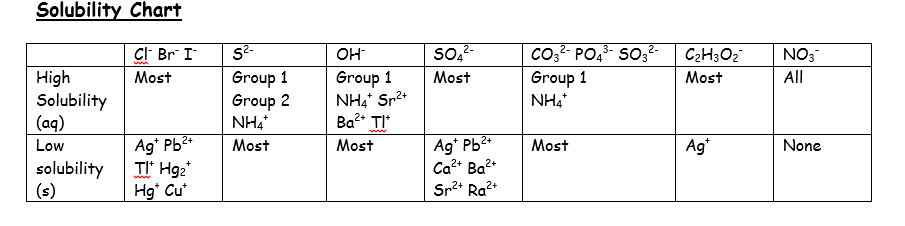 Solubility Chart
Cl⁻ Br⁻ I⁻ S²⁻ OH⁻ SO₄²⁻ CO₃²⁻ PO₄³⁻ SO₃²⁻ C₂H₃O₂⁻ NO₃⁻
High Most Group 1 Group 1 Most Group 1 Most All
Solubility Group 2 NH₄⁺ Sr²⁺ NH₄⁺
(aq) NH₄⁺ Ba²⁺ Tl⁺
Low Ag⁺ Pb²⁺ Most Most Ag⁺ Pb²⁺ Most Ag⁺ None
solubility Tl⁺ Hg₂⁺ Ca²⁺ Ba²⁺
(s) Hg⁺ Cu⁺ Sr²⁺ Ra²⁺